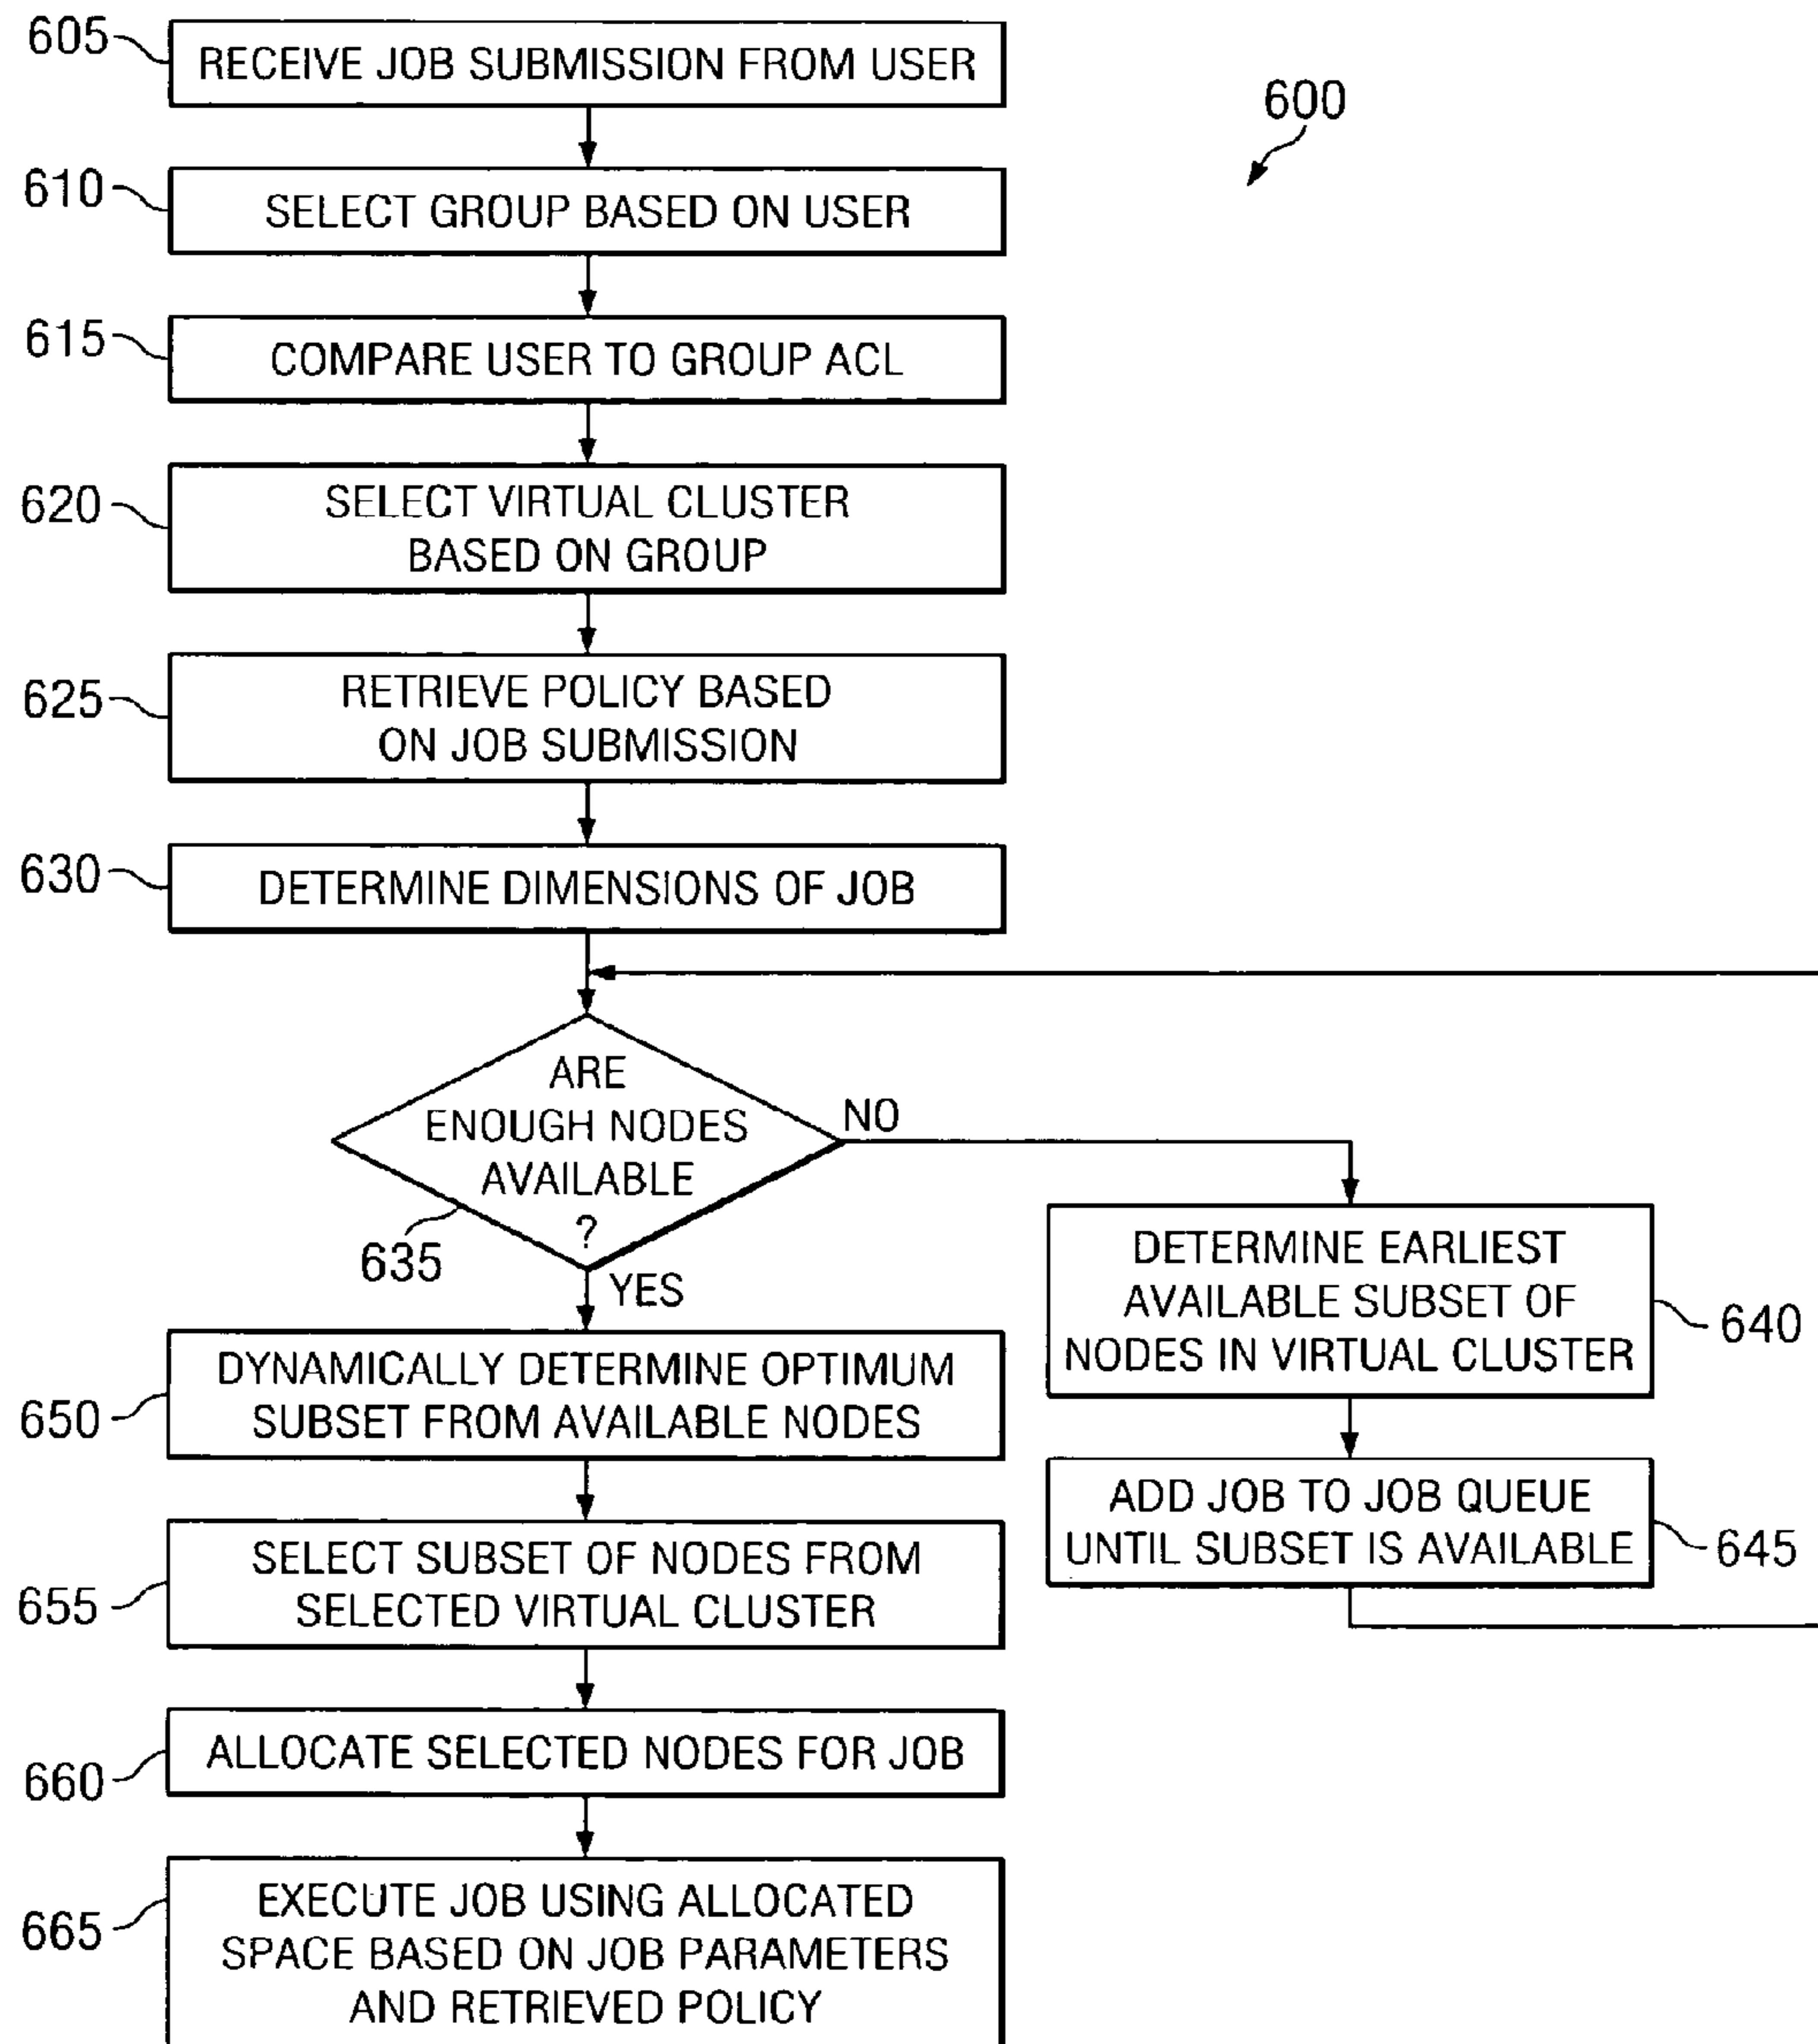 605
RECEIVE JOB SUBMISSION FROM USER
600
610
SELECT GROUP BASED ON USER
615
COMPARE USER TO GROUP ACL
620
SELECT VIRTUAL CLUSTER
BASED ON GROUP
625
RETRIEVE POLICY BASED
ON JOB SUBMISSION
630
DETERMINE DIMENSIONS OF JOB
ARE
ENOUGH NODES
AVAILABLE
?
635
NO
YES
DETERMINE EARLIEST
AVAILABLE SUBSET OF
NODES IN VIRTUAL CLUSTER
640
ADD JOB TO JOB QUEUE
UNTIL SUBSET IS AVAILABLE
645
650
DYNAMICALLY DETERMINE OPTIMUM
SUBSET FROM AVAILABLE NODES
655
SELECT SUBSET OF NODES FROM
SELECTED VIRTUAL CLUSTER
660
ALLOCATE SELECTED NODES FOR JOB
665
EXECUTE JOB USING ALLOCATED
SPACE BASED ON JOB PARAMETERS
AND RETRIEVED POLICY